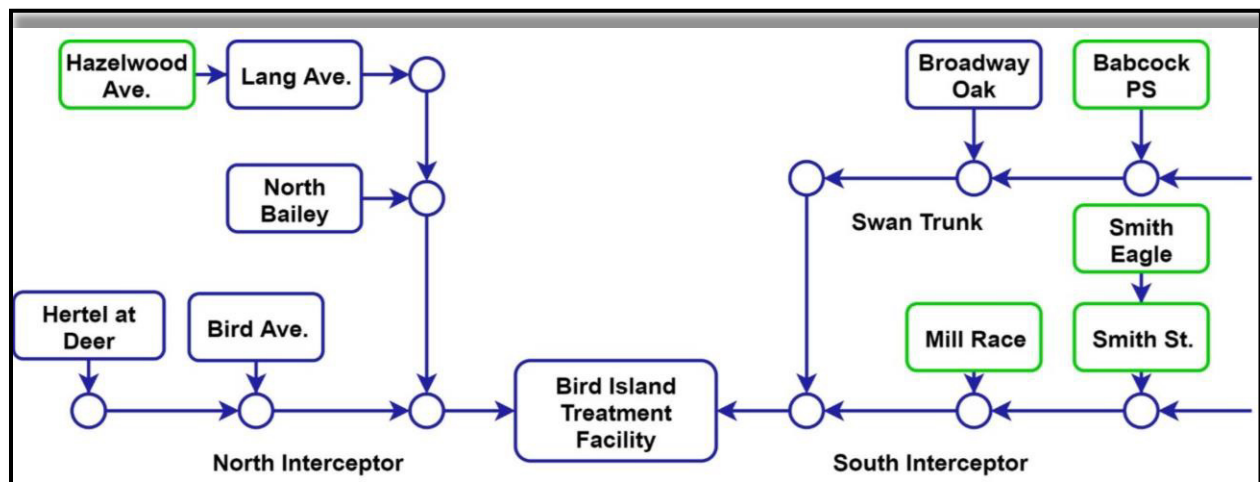 Hazelwood
Ave.
Lang Ave.
Broadway
Oak
Babcock
PS
North
Bailey
Swan Trunk
Smith
Eagle
Hertel at
Deer
Bird Ave.
Mill Race
Smith St.
Bird Island
Treatment
Facility
North Interceptor
South Interceptor